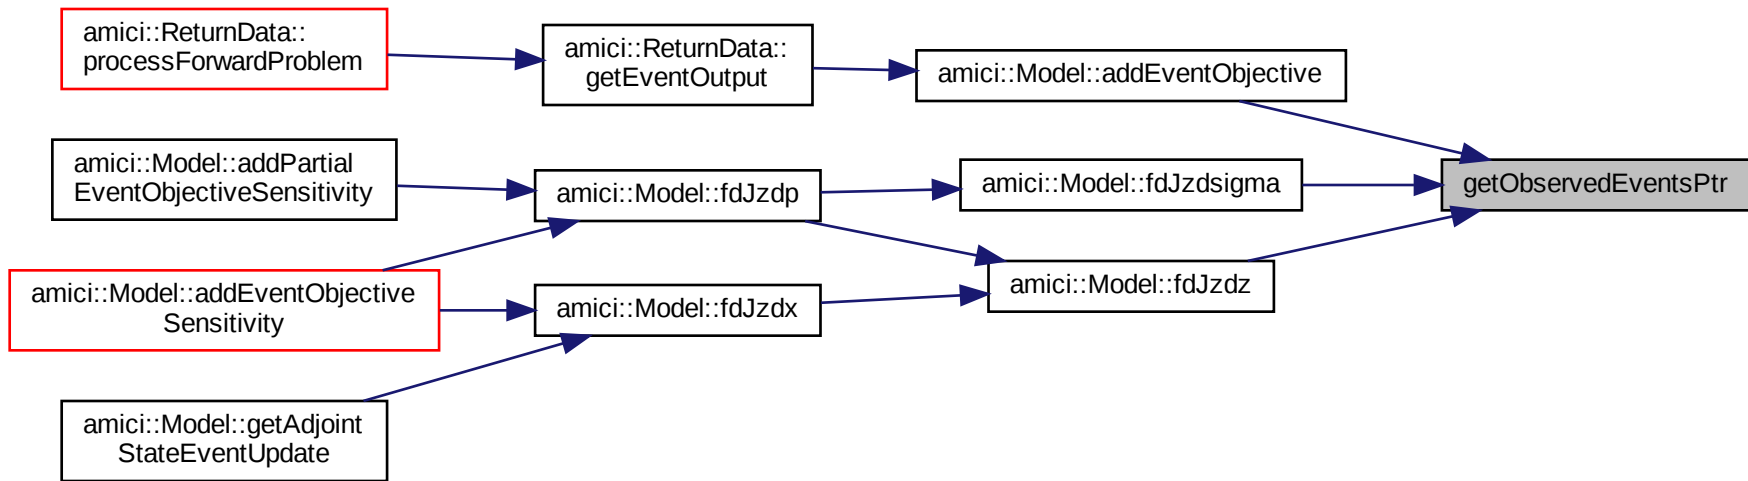 amici::ReturnData::
processForwardProblem
amici::ReturnData::
getEventOutput
amici::Model::addEventObjective
amici::Model::addPartial
EventObjectiveSensitivity
amici::Model::fdJzdp
amici::Model::fdJzdsigma
getObservedEventsPtr
amici::Model::addEventObjective
Sensitivity
amici::Model::fdJzdx
amici::Model::fdJzdz
amici::Model::getAdjoint
StateEventUpdate